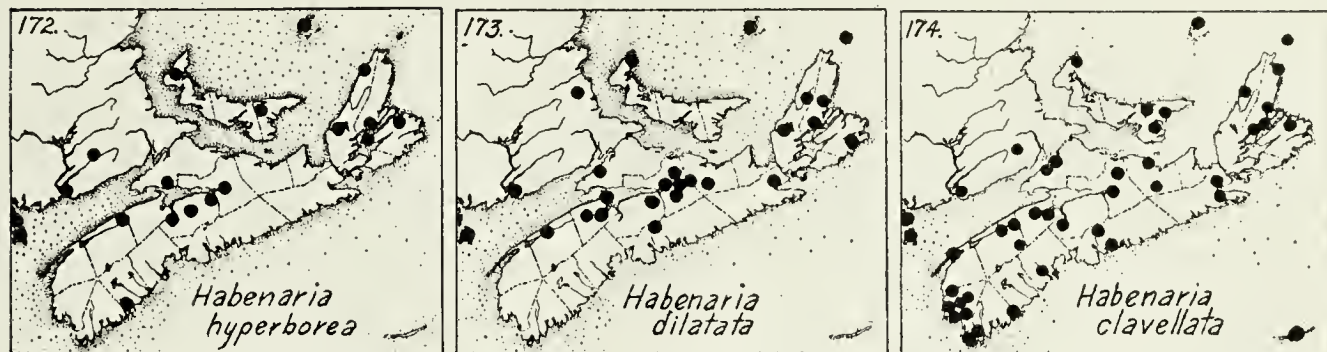 172.
Habenaria
hyperborea
173.
Habenaria
dilatata
174.
Habenaria
clavellata